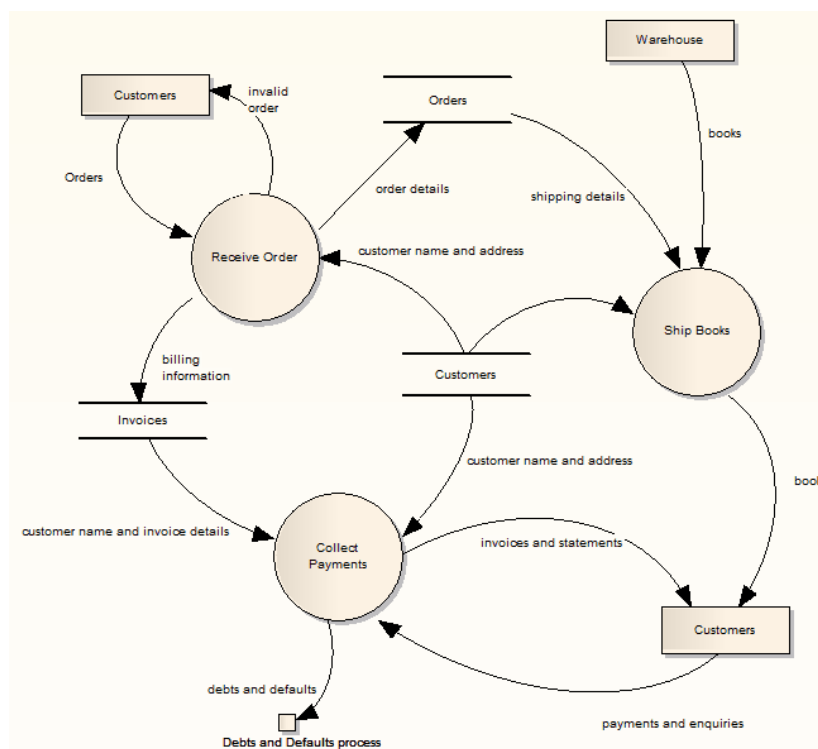 Warehouse
Customers
invalid
order
Orders
books
Orders
order details
shipping details
customer name and address
Receive Order
Ship Books
billing
information
Customers
Invoices
customer name and address
book
customer name and invoice details
Collect
Payments
invoices and statements
Customers
debts and defaults
payments and enquiries
Debts and Defaults process